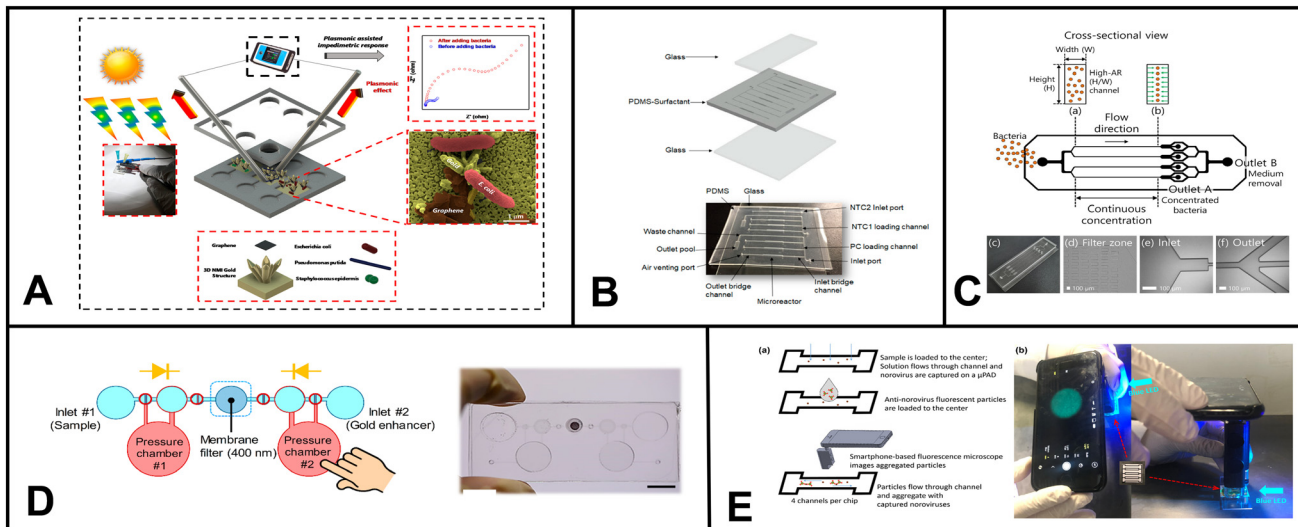 A
Plasmonic assisted
impedimetric response
Plasmonic
effect
After adding bacteria
Before adding bacteria
Z' (ohm)
Gold
E. coli
Graphene
1 μm
Graphene
3D NMI Gold
Structure
Escherichia coli
Pseudomonas putida
Staphylococcus epidermis
B
Glass
PDMS-Surfactant
Glass
PDMS
Glass
NTC2 Inlet port
NTC1 loading channel
PC loading channel
Inlet port
Inlet bridge
channel
Microreactor
Outlet bridge
channel
Air venting port
Outlet pool
Waste channel
C
Cross-sectional view
Width (W)
Height
(H)
High-AR
(H/W)
channel
(a)
(b)
Flow
direction
Bacteria
Outlet B
Medium
removal
Outlet A
Concentrated
bacteria
Continuous
concentration
(c)
(d) Filter zone
100 μm
(e) Inlet
100 μm
(f) Outlet
100 μm
D
Inlet #1
(Sample)
Pressure
chamber
#1
Membrane
filter (400 nm)
Pressure
chamber
#2
Inlet #2
(Gold enhancer)
E
(a)
Sample is loaded to the center;
Solution flows through channel and
norovirus are captured on a μPAD
Anti-norovirus fluorescent particles
are loaded to the center
Smartphone-based fluorescence microscope
images aggregated particles
Particles flow through channel
and aggregate with
captured noroviruses
4 channels per chip
(b)
Blue LED
Blue LED